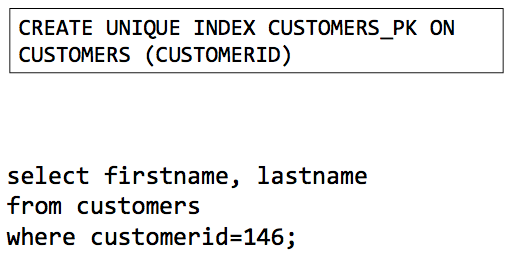 CREATE UNIQUE INDEX CUSTOMERS_PK ON
CUSTOMERS (CUSTOMERID)
select firstname, lastname
from customers
where customerid=146;